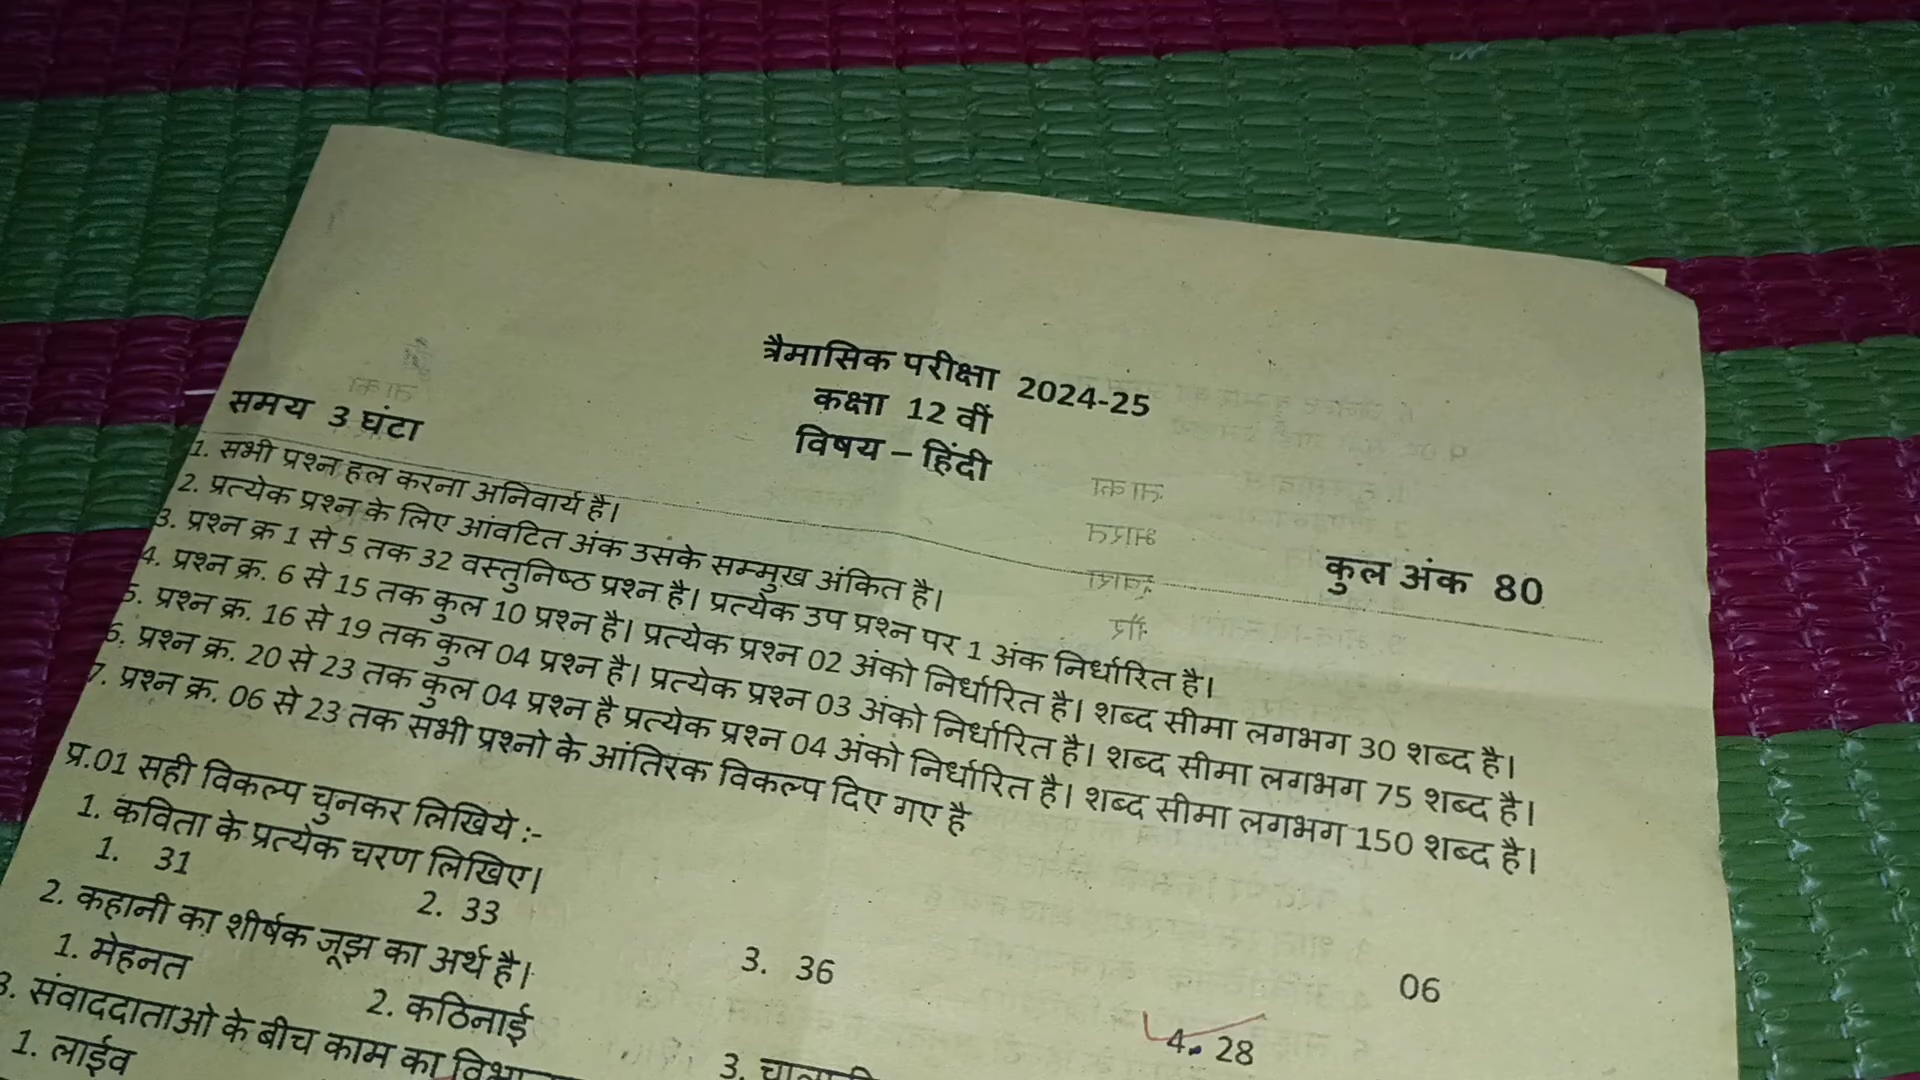 त्रैमासिक परीक्षा 2024-25
कक्षा 12 वीं
विषय – हिंदी
समय 3 घंटा
कुल अंक 80
1. सभी प्रश्न हल करना अनिवार्य है।
2. प्रत्येक प्रश्न के लिए आंवटित अंक उसके सम्मुख अंकित है।
3. प्रश्न क्र 1 से 5 तक 32 वस्तुनिष्ठ प्रश्न है। प्रत्येक उप प्रश्न पर 1 अंक निर्धारित है।
4. प्रश्न क्र. 6 से 15 तक कुल 10 प्रश्न है। प्रत्येक प्रश्न 02 अंको निर्धारित है। शब्द सीमा लगभग 30 शब्द है।
5. प्रश्न क्र. 16 से 19 तक कुल 04 प्रश्न है। प्रत्येक प्रश्न 03 अंको निर्धारित है। शब्द सीमा लगभग 75 शब्द है।
6. प्रश्न क्र. 20 से 23 तक कुल 04 प्रश्न है प्रत्येक प्रश्न 04 अंको निर्धारित है। शब्द सीमा लगभग 150 शब्द है।
7. प्रश्न क्र. 06 से 23 तक सभी प्रश्नो के आंतिरक विकल्प दिए गए है
प्र.01 सही विकल्प चुनकर लिखिये :- 06
1. कविता के प्रत्येक चरण लिखिए।
1. 31 2. 33 3. 36 4. 28
2. कहानी का शीर्षक जूझ का अर्थ है।
1. मेहनत 2. कठिनाई 3.
3. संवाददाताओ के बीच काम का
1. लाईव